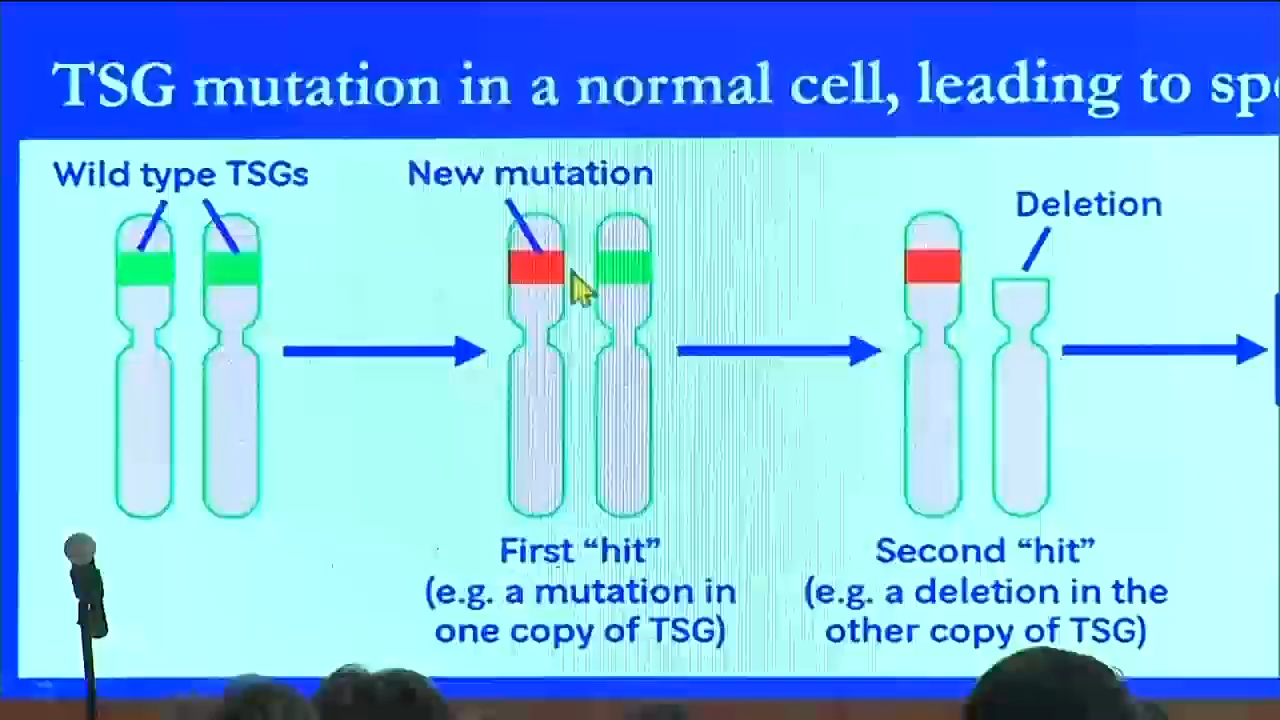 TSG mutation in a normal cell, leading to
Wild type TSGs
New mutation
Deletion
First “hit”
(e.g. a mutation in
one copy of TSG)
Second “hit”
(e.g. a deletion in the
other copy of TSG)